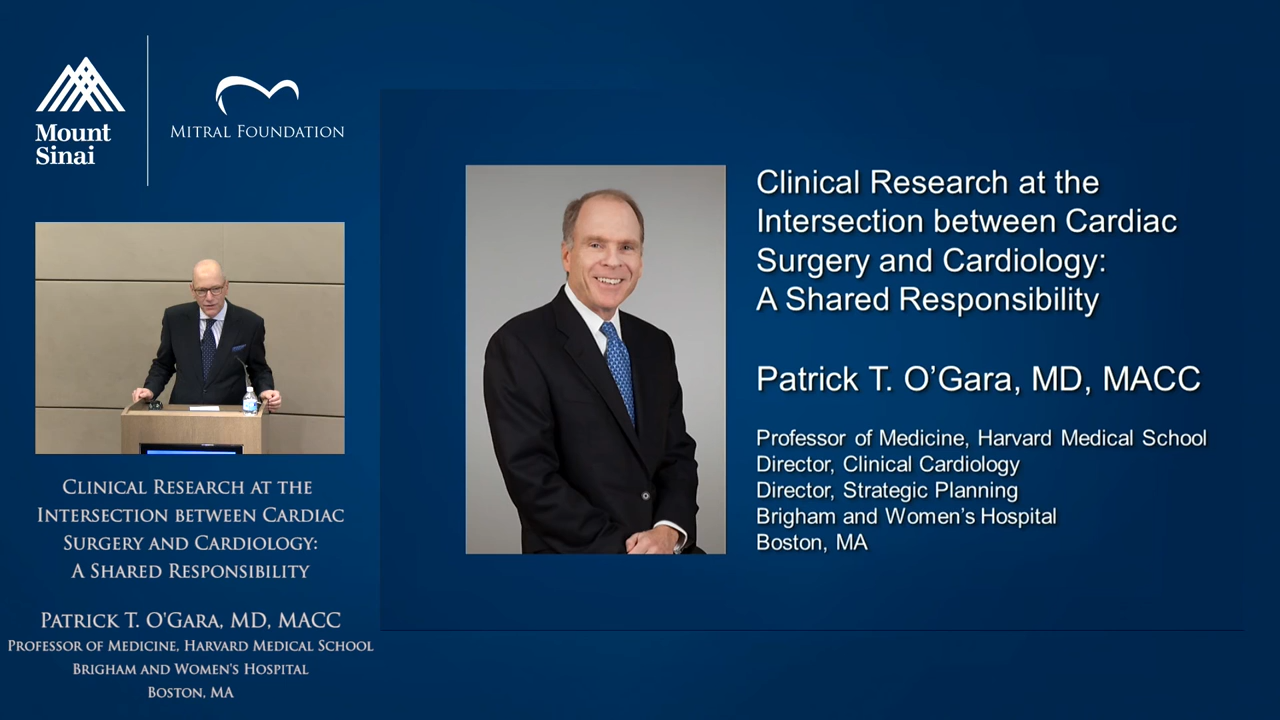 Mount
Sinai
MITRAL FOUNDATION
CLINICAL RESEARCH AT THE
INTERSECTION BETWEEN CARDIAC
SURGERY AND CARDIOLOGY:
A SHARED RESPONSIBILITY
PATRICK T. O'GARA, MD, MACC
PROFESSOR OF MEDICINE, HARVARD MEDICAL SCHOOL
BRIGHAM AND WOMEN'S HOSPITAL
BOSTON, MA
Clinical Research at the
Intersection between Cardiac
Surgery and Cardiology:
A Shared Responsibility
Patrick T. O’Gara, MD, MACC
Professor of Medicine, Harvard Medical School
Director, Clinical Cardiology
Director, Strategic Planning
Brigham and Women’s Hospital
Boston, MA